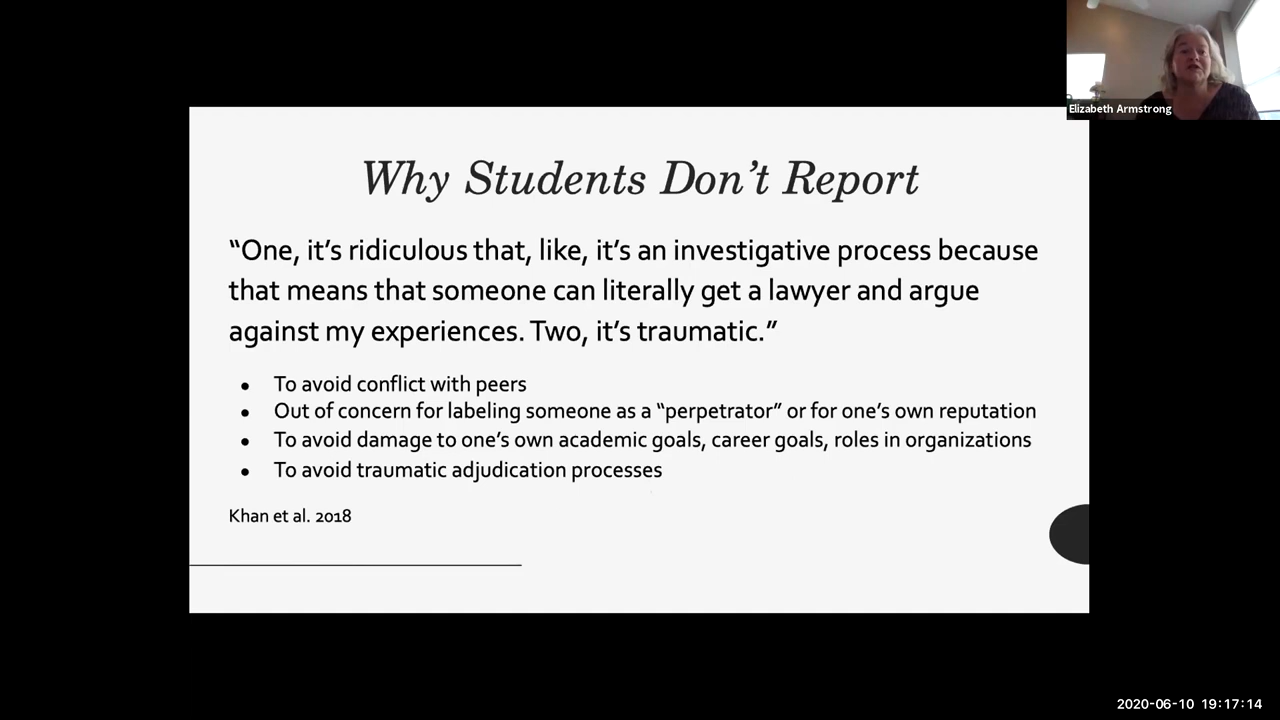 Elizabeth Armstrong
Why Students Don’t Report
“One, it’s ridiculous that, like, it’s an investigative process because
that means that someone can literally get a lawyer and argue
against my experiences. Two, it’s traumatic.”
• To avoid conflict with peers
• Out of concern for labeling someone as a “perpetrator” or for one’s own reputation
• To avoid damage to one’s own academic goals, career goals, roles in organizations
• To avoid traumatic adjudication processes
Khan et al. 2018
2020-06-10 19:17:14